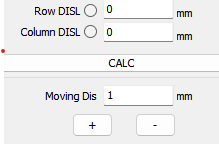 Row DISL 0 mm
Column DISL 0 mm
CALC
Moving Dis 1 mm
+ -